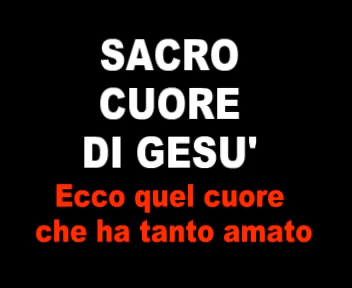 SACRO
CUORE
DI GESU'
Ecco quel cuore
che ha tanto amato